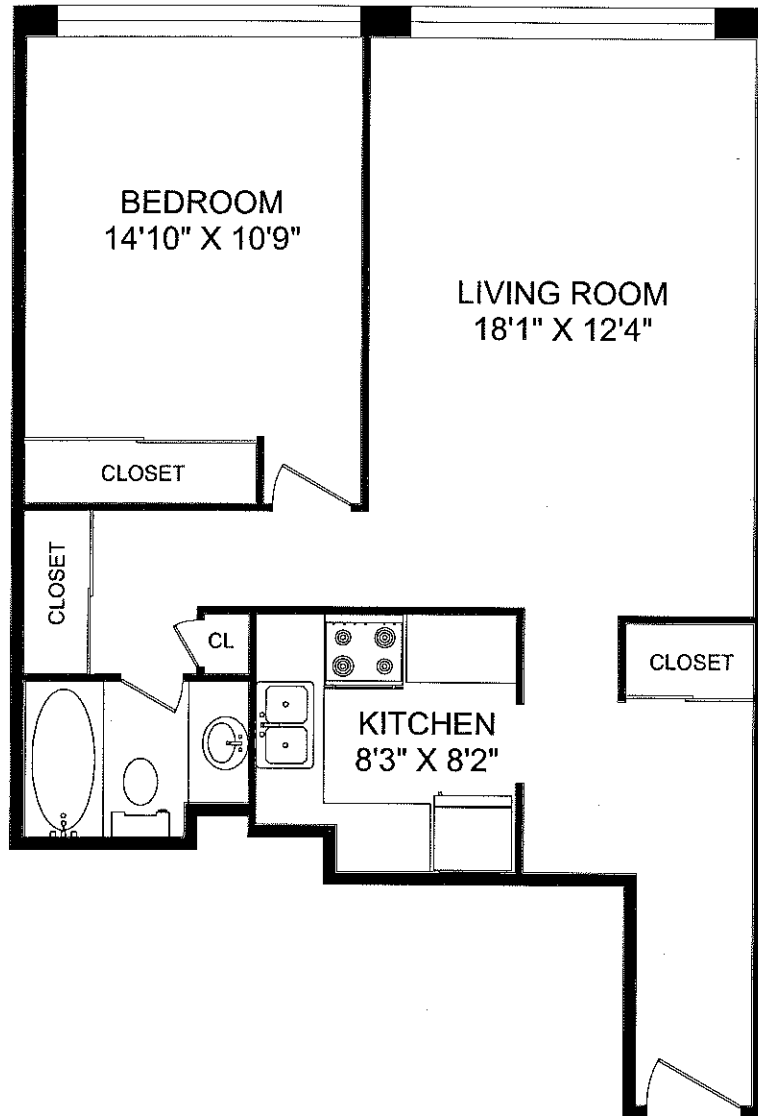 BEDROOM
14'10" X 10'9"
LIVING ROOM
18'1" X 12'4"
CLOSET
CLOSET
CL
CLOSET
KITCHEN
8'3" X 8'2"